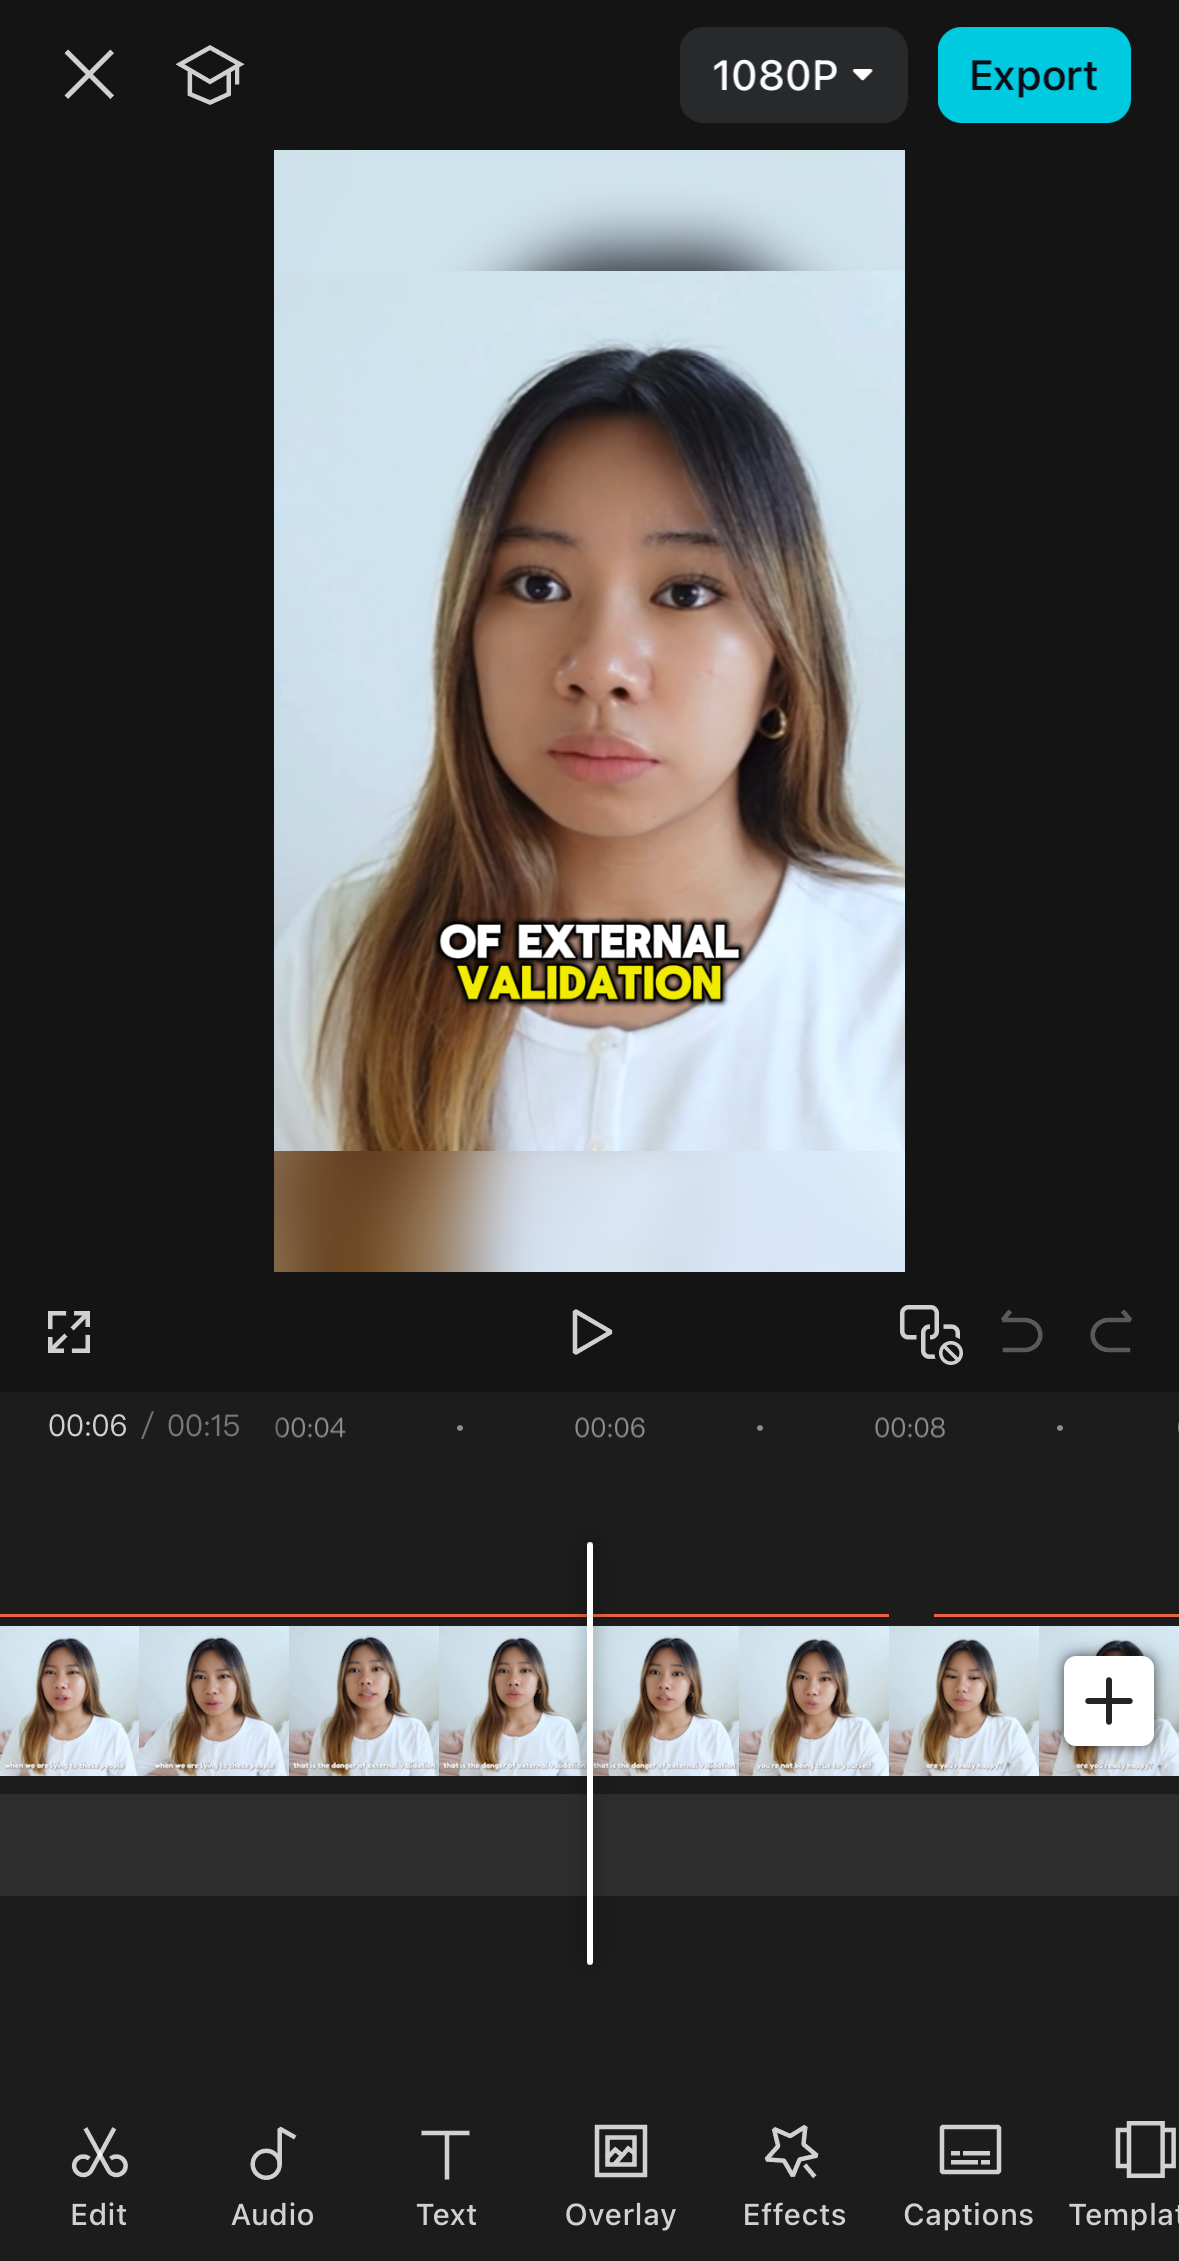 1080P
Export
OF EXTERNAL
VALIDATION
00:06 / 00:15
00:04
00:06
00:08
when we are lying to these people
when we are lying to these people
that is the danger of external validation
that is the danger of external validation
that is the danger of external validation
you're not being true to yourself
are you really happy?
are you really happy?
Edit
Audio
Text
Overlay
Effects
Captions
Templat